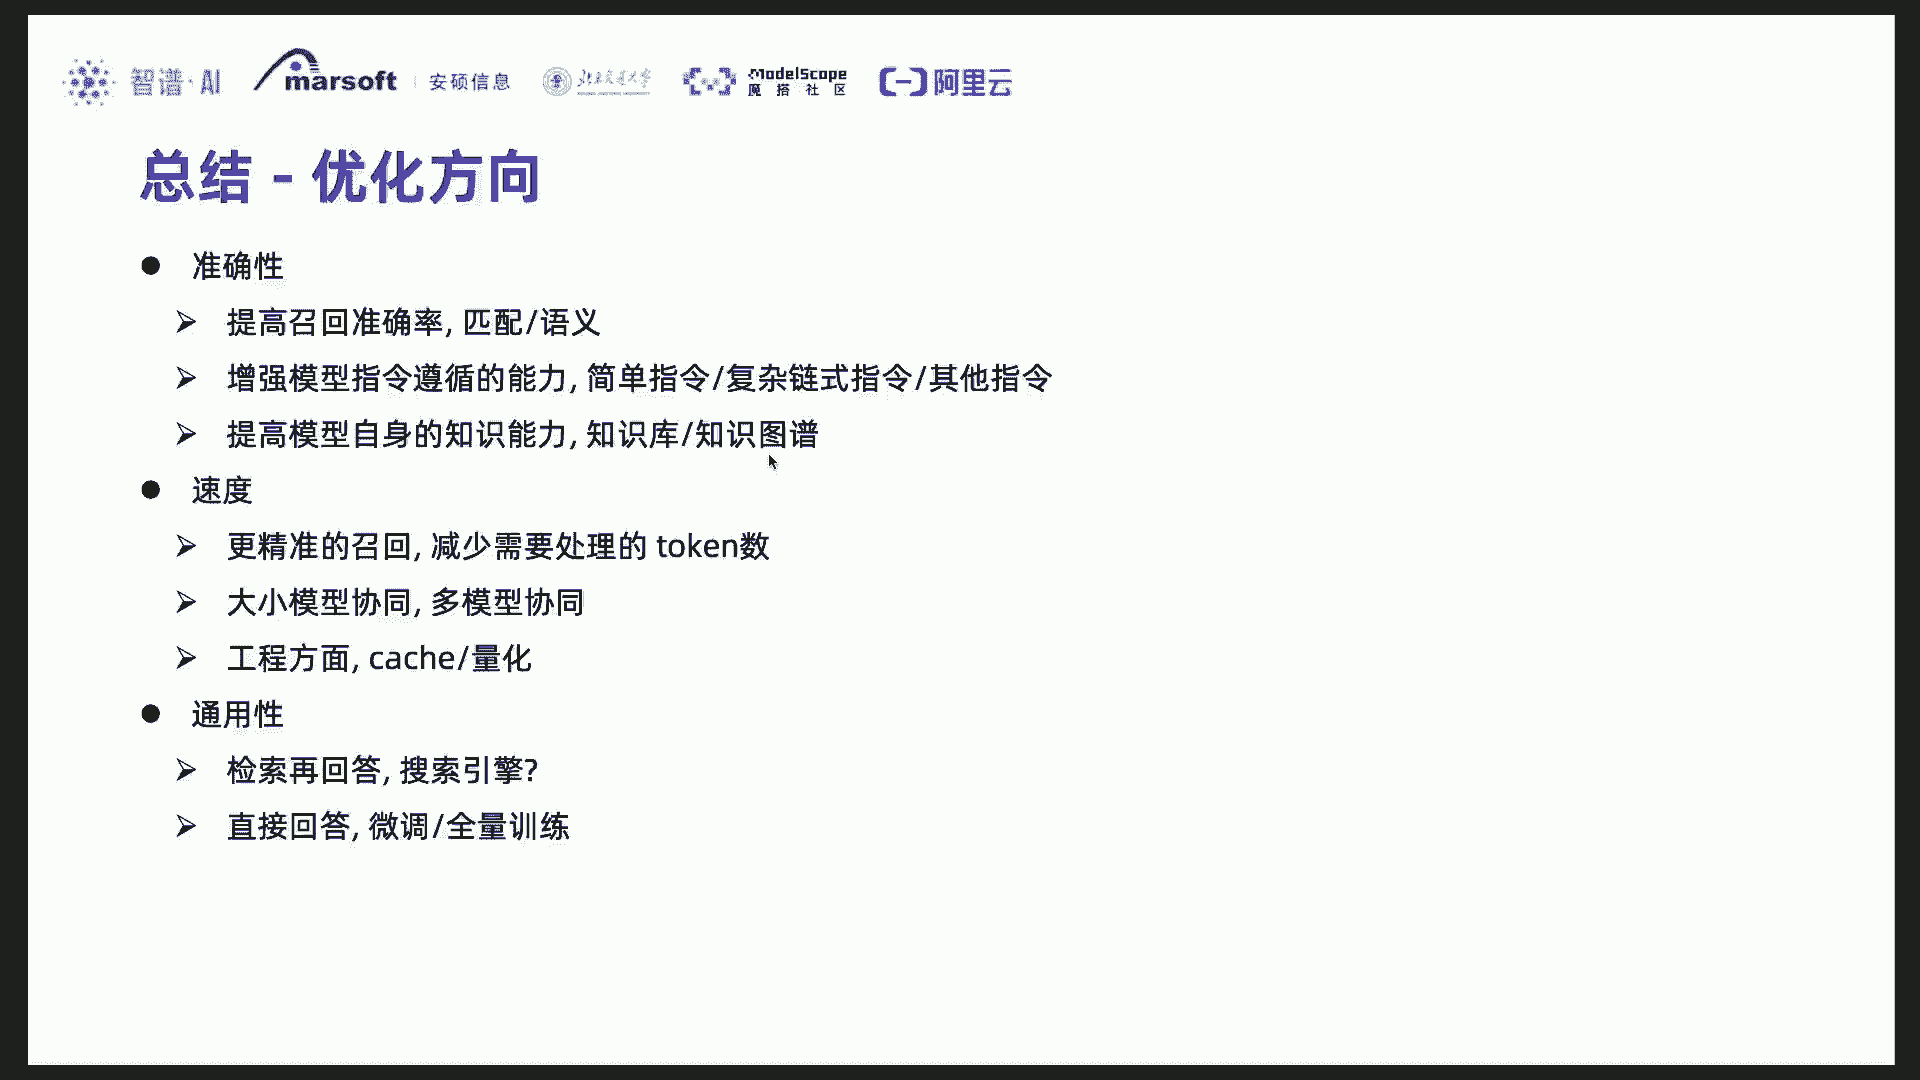 智谱·AI marsoft 安硕信息 ModelScope 魔搭社区 阿里云
总结 - 优化方向
准确性
提高召回准确率, 匹配/语义
增强模型指令遵循的能力, 简单指令/复杂链式指令/其他指令
提高模型自身的知识能力, 知识库/知识图谱
速度
更精准的召回, 减少需要处理的 token数
大小模型协同, 多模型协同
工程方面, cache/量化
通用性
检索再回答, 搜索引擎?
直接回答, 微调/全量训练